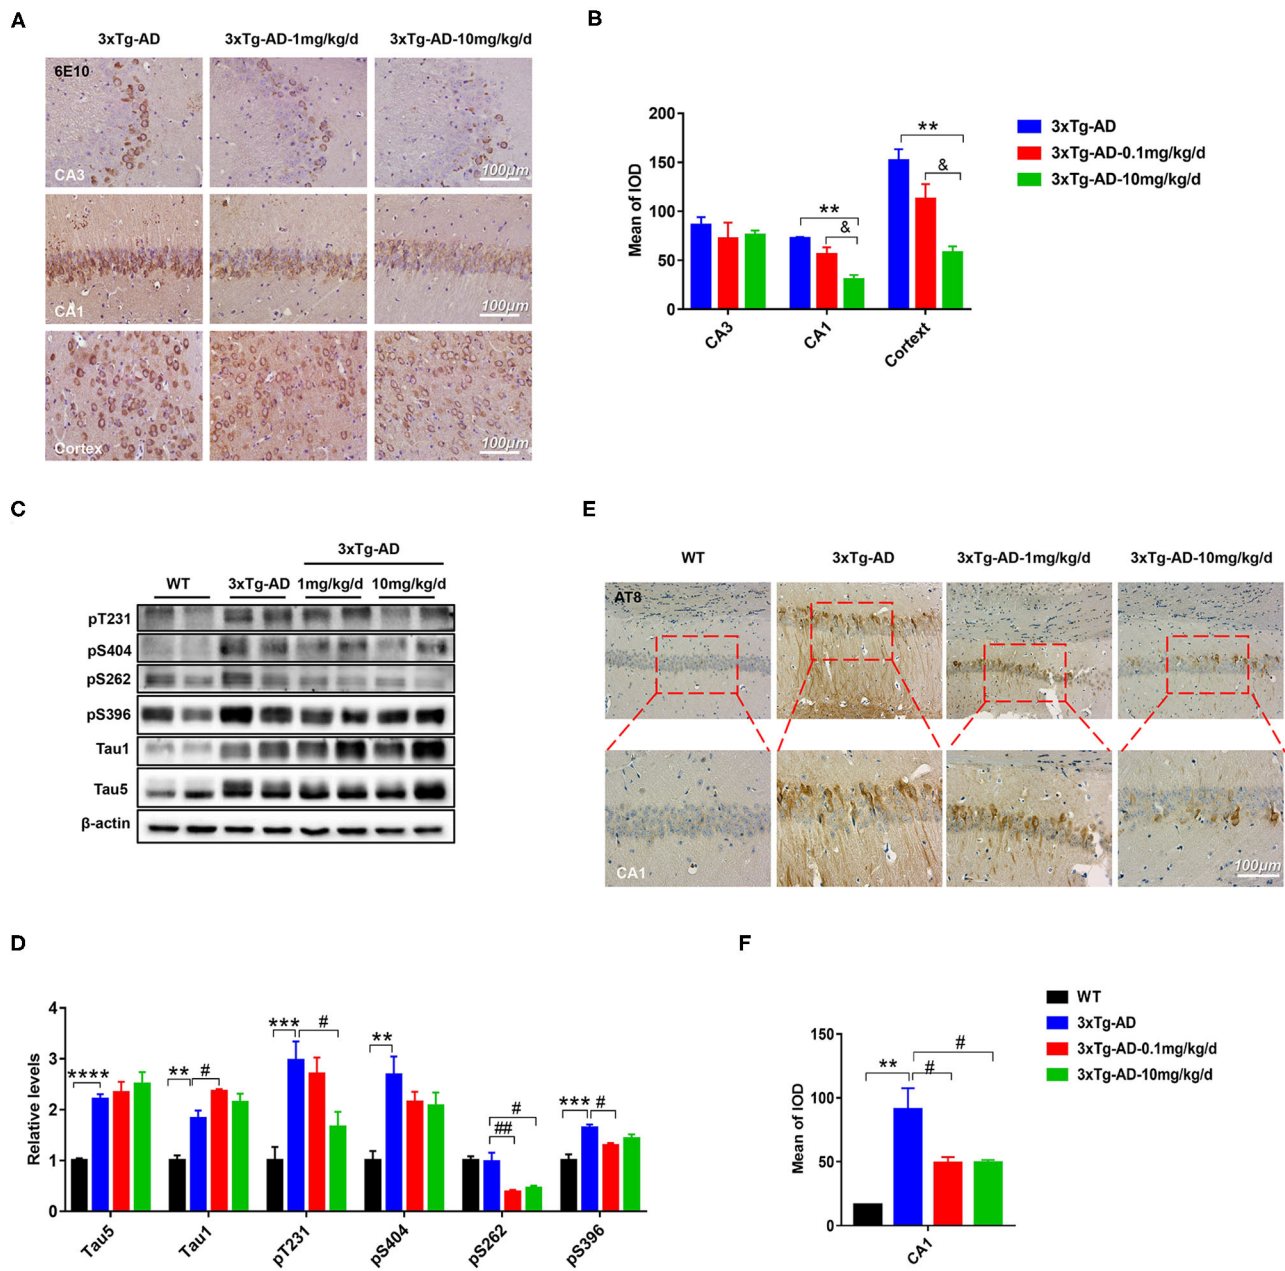 A
3xTg-AD 3xTg-AD-1mg/kg/d 3xTg-AD-10mg/kg/d
6E10
CA3
100μm
CA1
100μm
Cortex
100μm
B
Mean of IOD
200
150
100
50
0
**
&
**
&
CA3 CA1 Cortext
3xTg-AD
3xTg-AD-0.1mg/kg/d
3xTg-AD-10mg/kg/d
C
3xTg-AD
WT 3xTg-AD 1mg/kg/d 10mg/kg/d
pT231
pS404
pS262
pS396
Tau1
Tau5
β-actin
E
WT 3xTg-AD 3xTg-AD-1mg/kg/d 3xTg-AD-10mg/kg/d
AT8
CA1
100μm
D
Relative levels
4
3
2
1
0
**** ** # *** # ** ## # *** #
Tau5 Tau1 pT231 pS404 pS262 pS396
F
Mean of IOD
150
100
50
0
** # #
CA1
WT
3xTg-AD
3xTg-AD-0.1mg/kg/d
3xTg-AD-10mg/kg/d